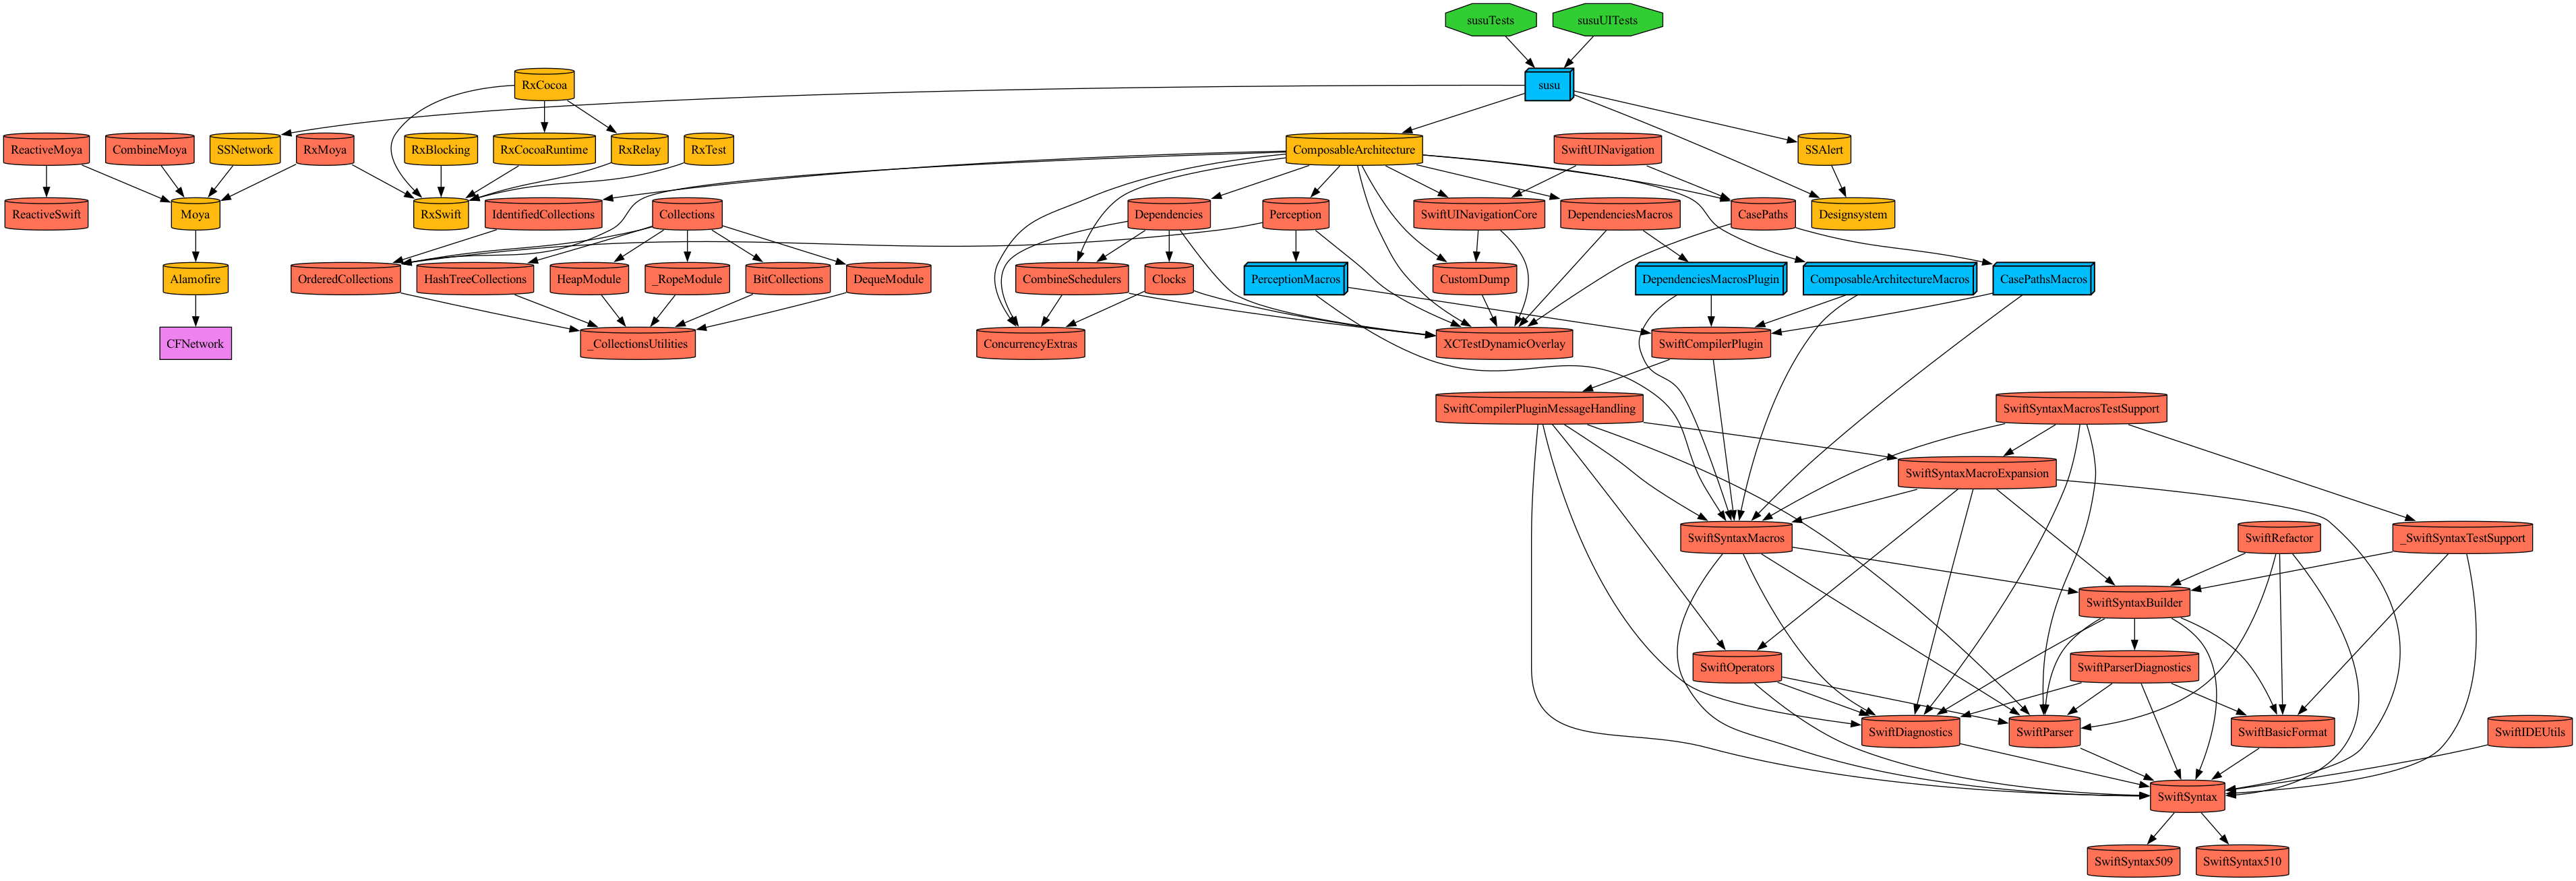 susuTests
susuUITests
RxCocoa
susu
ReactiveMoya
CombineMoya
SSNetwork
RxMoya
RxBlocking
RxCocoaRuntime
RxRelay
RxTest
ComposableArchitecture
SwiftUINavigation
SSAlert
ReactiveSwift
Moya
RxSwift
IdentifiedCollections
Collections
Dependencies
Perception
SwiftUINavigationCore
DependenciesMacros
CasePaths
Designsystem
Alamofire
OrderedCollections
HashTreeCollections
HeapModule
_RopeModule
BitCollections
DequeModule
CombineSchedulers
Clocks
PerceptionMacros
CustomDump
DependenciesMacrosPlugin
ComposableArchitectureMacros
CasePathsMacros
CFNetwork
_CollectionsUtilities
ConcurrencyExtras
XCTestDynamicOverlay
SwiftCompilerPlugin
SwiftCompilerPluginMessageHandling
SwiftSyntaxMacrosTestSupport
SwiftSyntaxMacroExpansion
SwiftSyntaxMacros
SwiftRefactor
_SwiftSyntaxTestSupport
SwiftSyntaxBuilder
SwiftOperators
SwiftParserDiagnostics
SwiftDiagnostics
SwiftParser
SwiftBasicFormat
SwiftIDEUtils
SwiftSyntax
SwiftSyntax509
SwiftSyntax510